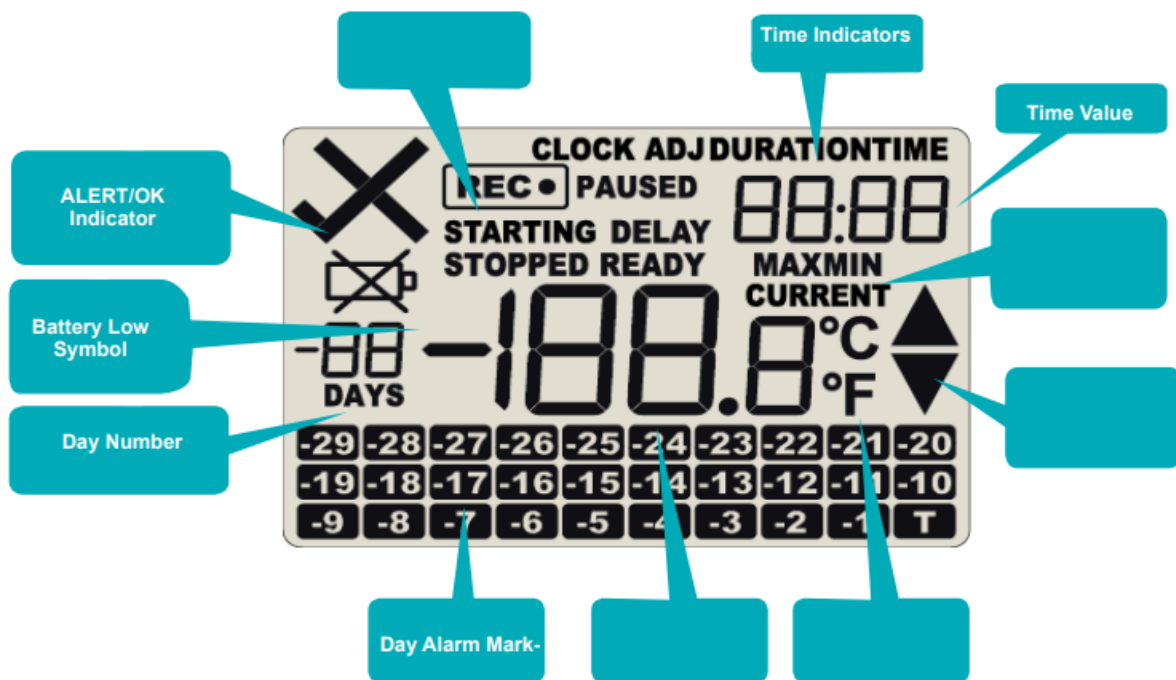 Time Indicators
Time Value
CLOCK ADJ DURATION TIME
ALERT/OK
Indicator
REC PAUSED
88:88
STARTING DELAY
STOPPED READY
MAX MIN
CURRENT
Battery Low
Symbol
-188.8
°C
°F
-88
DAYS
Day Number
-29 -28 -27 -26 -25 -24 -23 -22 -21 -20
-19 -18 -17 -16 -15 -14 -13 -12 -11 -10
-9 -8 -7 -6 -5 -4 -3 -2 -1 T
Day Alarm Mark-